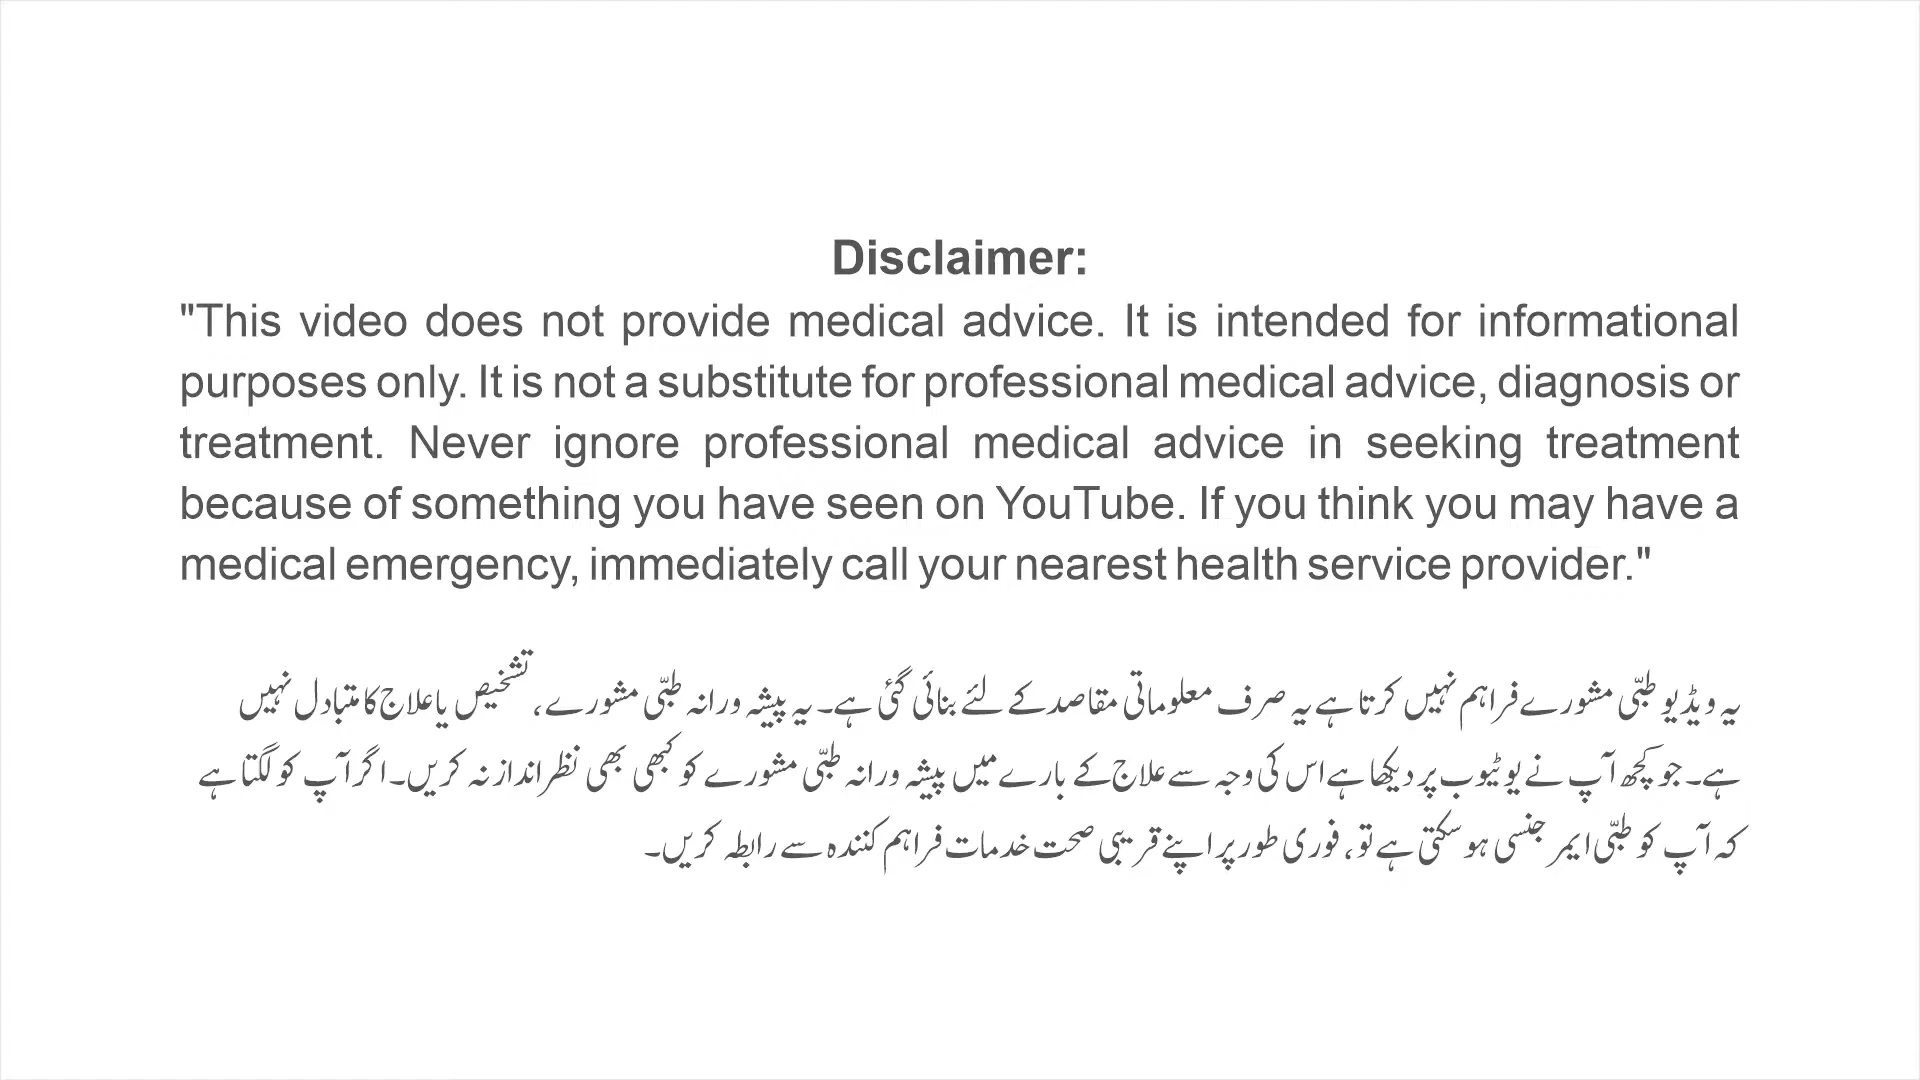 Disclaimer:
"This video does not provide medical advice. It is intended for informational
purposes only. It is not a substitute for professional medical advice, diagnosis or
treatment. Never ignore professional medical advice in seeking treatment
because of something you have seen on YouTube. If you think you may have a
medical emergency, immediately call your nearest health service provider."
یہ ویڈیو طبّی مشورے فراہم نہیں کرتا ہے یہ صرف معلوماتی مقاصد کے لئے بنائی گئی ہے۔ یہ پیشہ ورانہ طبّی مشورے، تشخیص یا علاج کا متبادل نہیں
ہے۔ جو کچھ آپ نے یوٹیوب پر دیکھا ہے اس کی وجہ سے علاج کے بارے میں پیشہ ورانہ طبّی مشورے کو کبھی بھی نظر انداز نہ کریں۔ اگر آپ کو لگتا ہے
کہ آپ کو طبّی ایمرجنسی ہو سکتی ہے تو، فوری طور پر اپنے قریبی صحت خدمات فراہم کنندہ سے رابطہ کریں۔